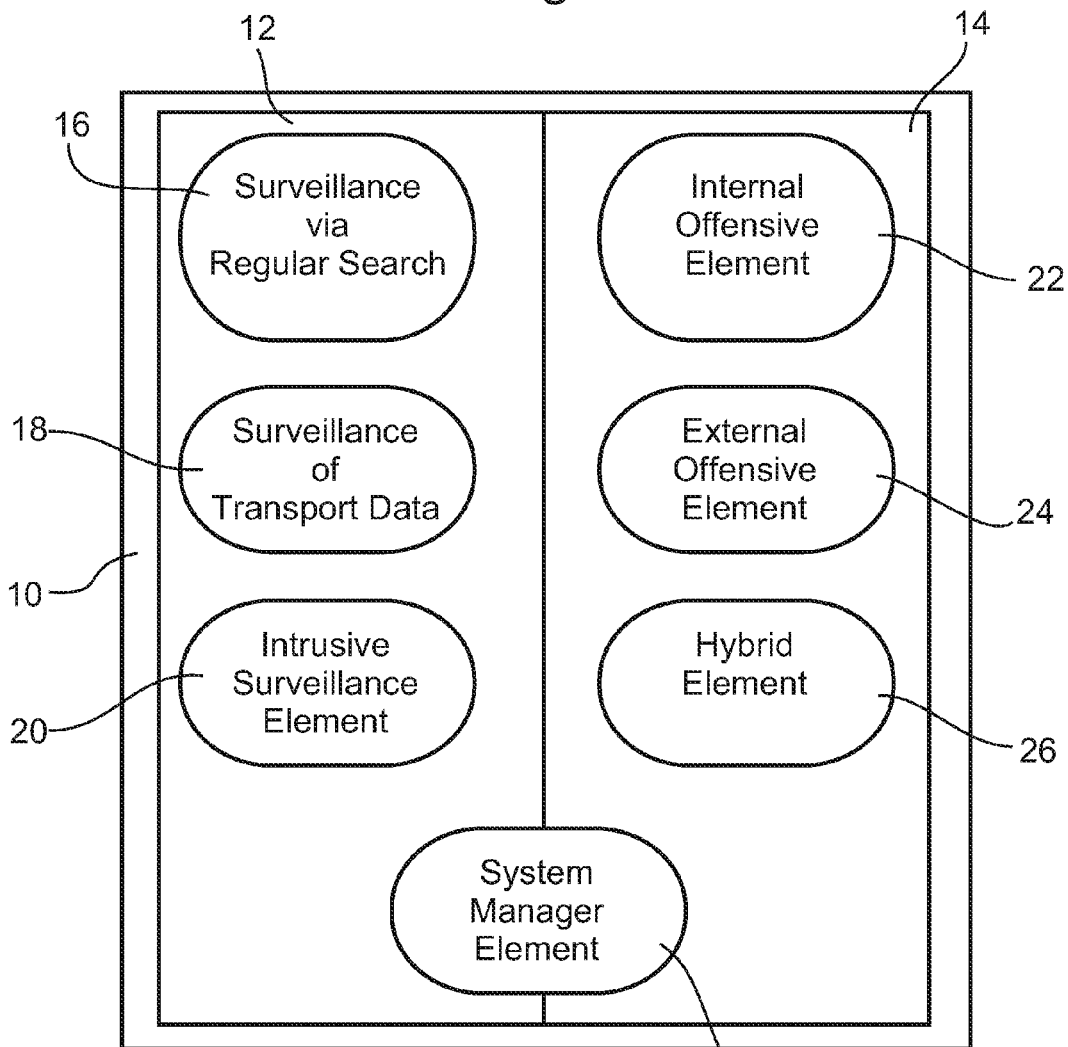 12
14
16
Surveillance
via
Regular Search
Internal
Offensive
Element
22
18
Surveillance
of
Transport Data
External
Offensive
Element
24
10
20
Intrusive
Surveillance
Element
Hybrid
Element
26
System
Manager
Element